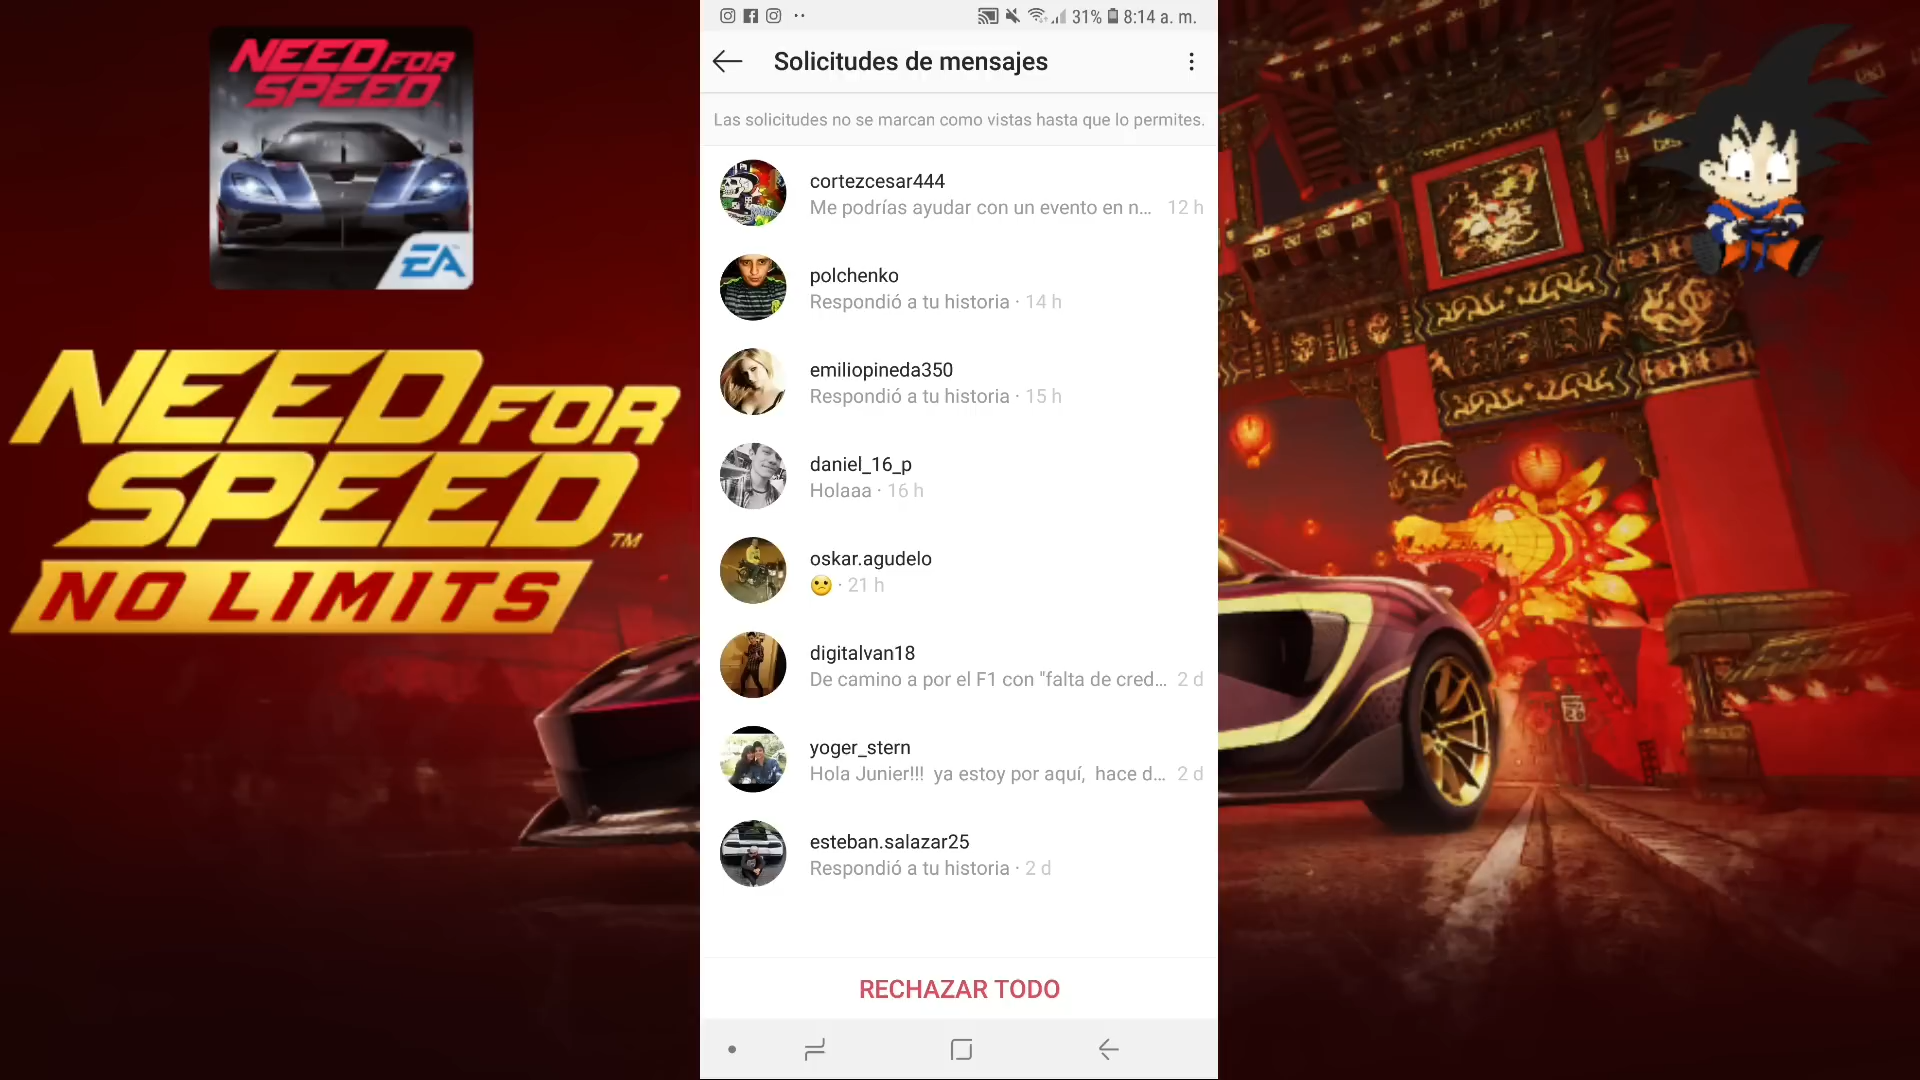 NEED FOR
SPEED
EA
NEED FOR
SPEED™
NO LIMITS
31% 8:14 a. m.
Solicitudes de mensajes
Las solicitudes no se marcan como vistas hasta que lo permites.
cortezcesar444
Me podrías ayudar con un evento en n... 12 h
polchenko
Respondió a tu historia · 14 h
emiliopineda350
Respondió a tu historia · 15 h
daniel_16_p
Holaaa · 16 h
oskar.agudelo
🙁 · 21 h
digitalvan18
De camino a por el F1 con "falta de cred... 2 d
yoger_stern
Hola Junier!!! ya estoy por aquí, hace d... 2 d
esteban.salazar25
Respondió a tu historia · 2 d
RECHAZAR TODO